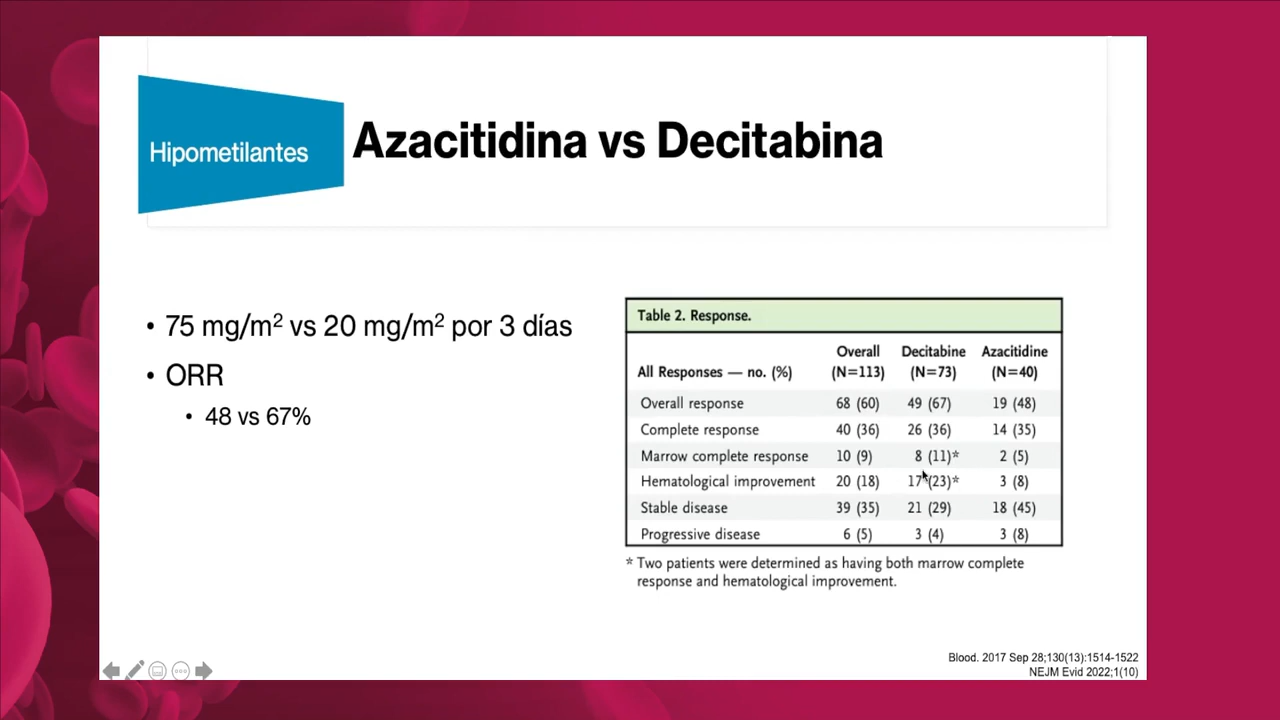 Hipometilantes
Azacitidina vs Decitabina
• 75 mg/m² vs 20 mg/m² por 3 días
• ORR
• 48 vs 67%
Table 2. Response.
All Responses — no. (%) Overall (N=113) Decitabine (N=73) Azacitidine (N=40)
Overall response 68 (60) 49 (67) 19 (48)
Complete response 40 (36) 26 (36) 14 (35)
Marrow complete response 10 (9) 8 (11)* 2 (5)
Hematological improvement 20 (18) 17 (23)* 3 (8)
Stable disease 39 (35) 21 (29) 18 (45)
Progressive disease 6 (5) 3 (4) 3 (8)
* Two patients were determined as having both marrow complete
response and hematological improvement.
Blood. 2017 Sep 28;130(13):1514-1522
NEJM Evid 2022;1(10)